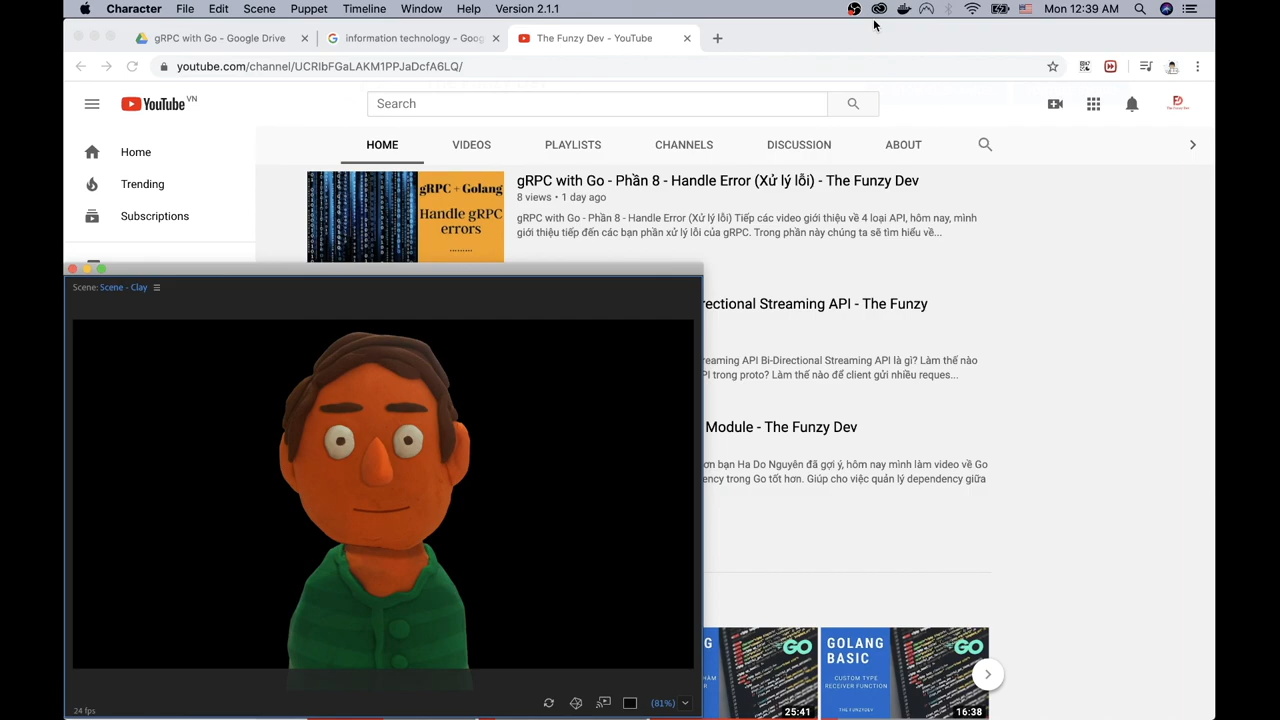 Character File Edit Scene Puppet Timeline Window Help Version 2.1.1 Mon 12:39 AM
gRPC with Go - Google Drive
information technology - Goog
The Funzy Dev - YouTube
youtube.com/channel/UCRIbFGaLAKM1PPJaDcfA6LQ/
YouTube VN
Search
HOME VIDEOS PLAYLISTS CHANNELS DISCUSSION ABOUT
Home
Trending
Subscriptions
gRPC + Golang
Handle gRPC
errors
.........
gRPC with Go - Phần 8 - Handle Error (Xử lý lỗi) - The Funzy Dev
8 views • 1 day ago
gRPC with Go - Phần 8 - Handle Error (Xử lý lỗi) Tiếp các video giới thiệu về 4 loại API, hôm nay, mình
giới thiệu tiếp đến các bạn phần xử lý lỗi của gRPC. Trong phần này chúng ta sẽ tìm hiểu về...
rectional Streaming API - The Funzy
reaming API Bi-Directional Streaming API là gì? Làm thế nào
PI trong proto? Làm thế nào để client gửi nhiều reques...
Module - The Funzy Dev
ơn bạn Ha Do Nguyên đã gợi ý, hôm nay mình làm video về Go
ency trong Go tốt hơn. Giúp cho việc quản lý dependency giữa
Scene: Scene - Clay
24 fps
(81%)
GO
25:41
GOLANG
BASIC
CUSTOM TYPE
RECEIVER FUNCTION
THE FUNZYDEV
GO
16:38